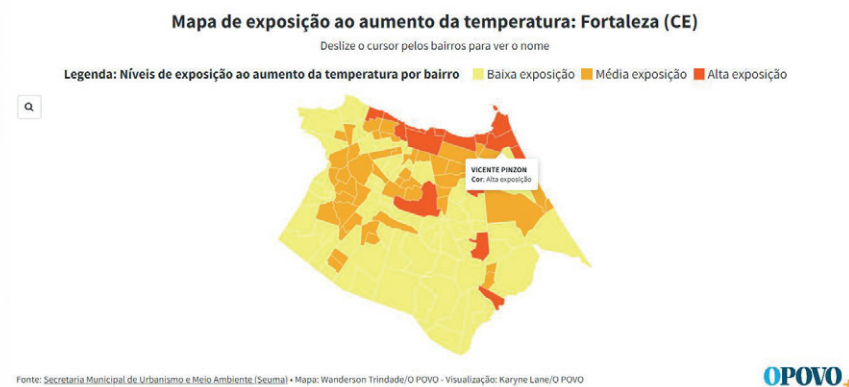 Mapa de exposição ao aumento da temperatura: Fortaleza (CE)
Deslize o cursor pelos bairros para ver o nome
Legenda: Níveis de exposição ao aumento da temperatura por bairro Baixa exposição Média exposição Alta exposição
VICENTE PINZON
Cor: Alta exposição
Fonte: Secretaria Municipal de Urbanismo e Meio Ambiente (Seuma) • Mapa: Wanderson Trindade/O POVO - Visualização: Karyne Lane/O POVO
OPOVO